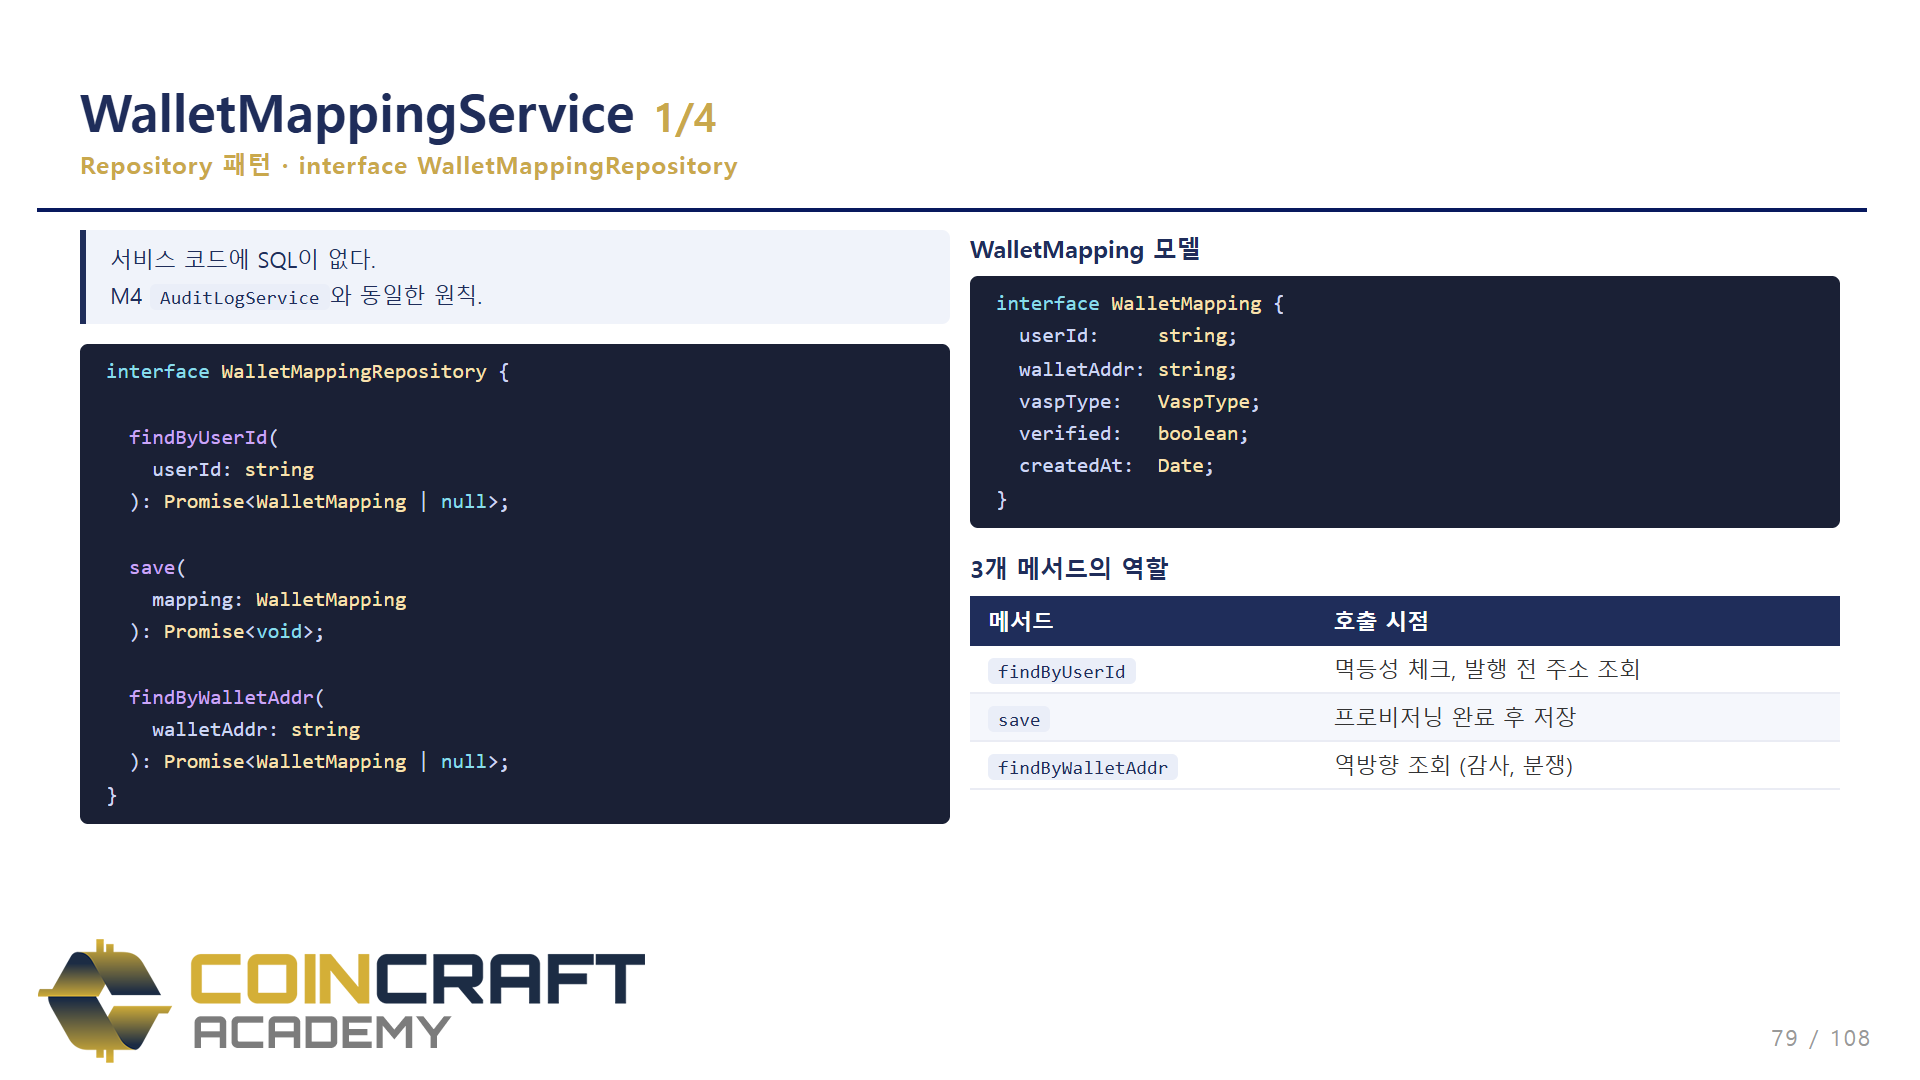 WalletMappingService 1/4
Repository 패턴 · interface WalletMappingRepository
서비스 코드에 SQL이 없다.
M4 AuditLogService 와 동일한 원칙.
interface WalletMappingRepository {
findByUserId(
userId: string
): Promise<WalletMapping | null>;
save(
mapping: WalletMapping
): Promise<void>;
findByWalletAddr(
walletAddr: string
): Promise<WalletMapping | null>;
}
WalletMapping 모델
interface WalletMapping {
userId: string;
walletAddr: string;
vaspType: VaspType;
verified: boolean;
createdAt: Date;
}
3개 메서드의 역할
메서드 호출 시점
findByUserId 멱등성 체크, 발행 전 주소 조회
save 프로비저닝 완료 후 저장
findByWalletAddr 역방향 조회 (감사, 분쟁)
COINCRAFT
ACADEMY
79 / 108